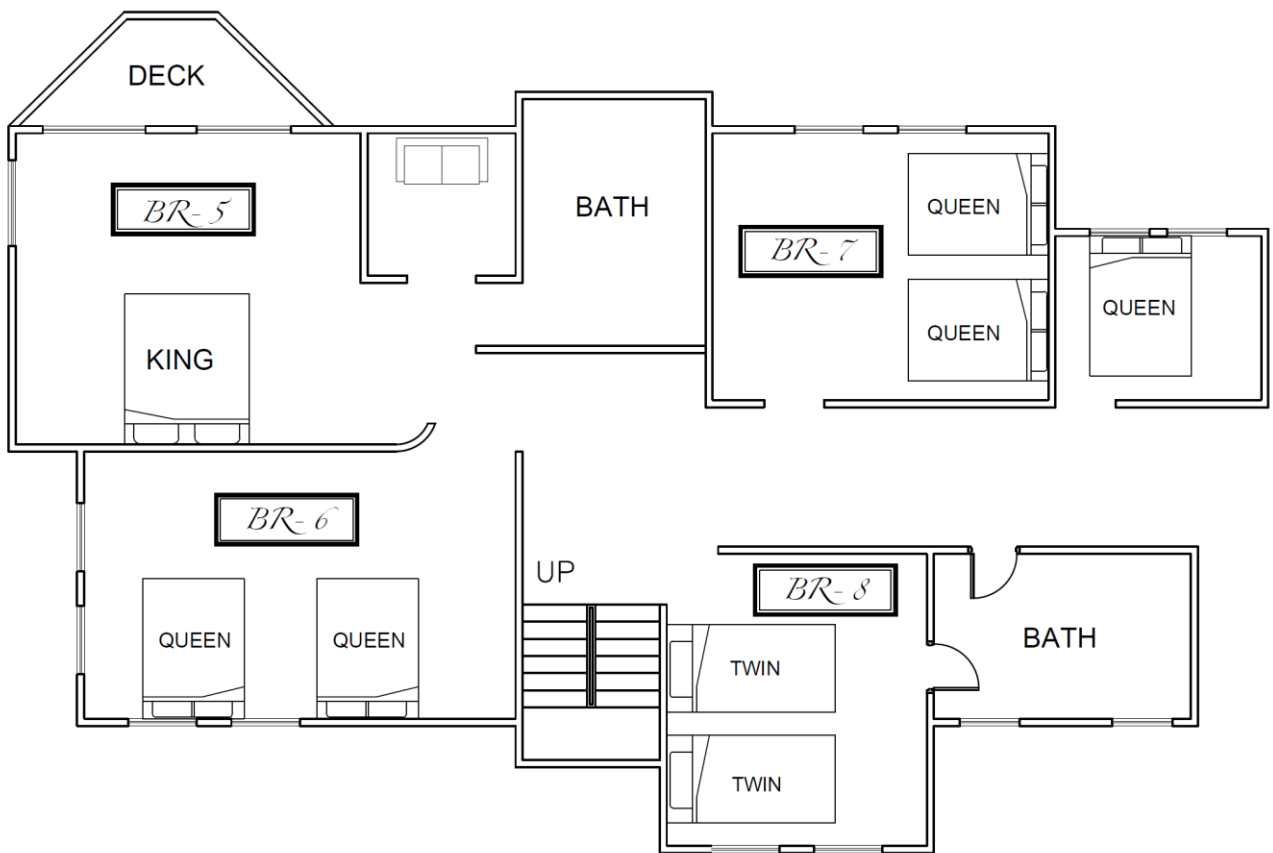 DECK
BR- 5
BATH
BR- 7
QUEEN
QUEEN
QUEEN
KING
BR- 6
QUEEN
QUEEN
UP
BR- 8
TWIN
TWIN
BATH